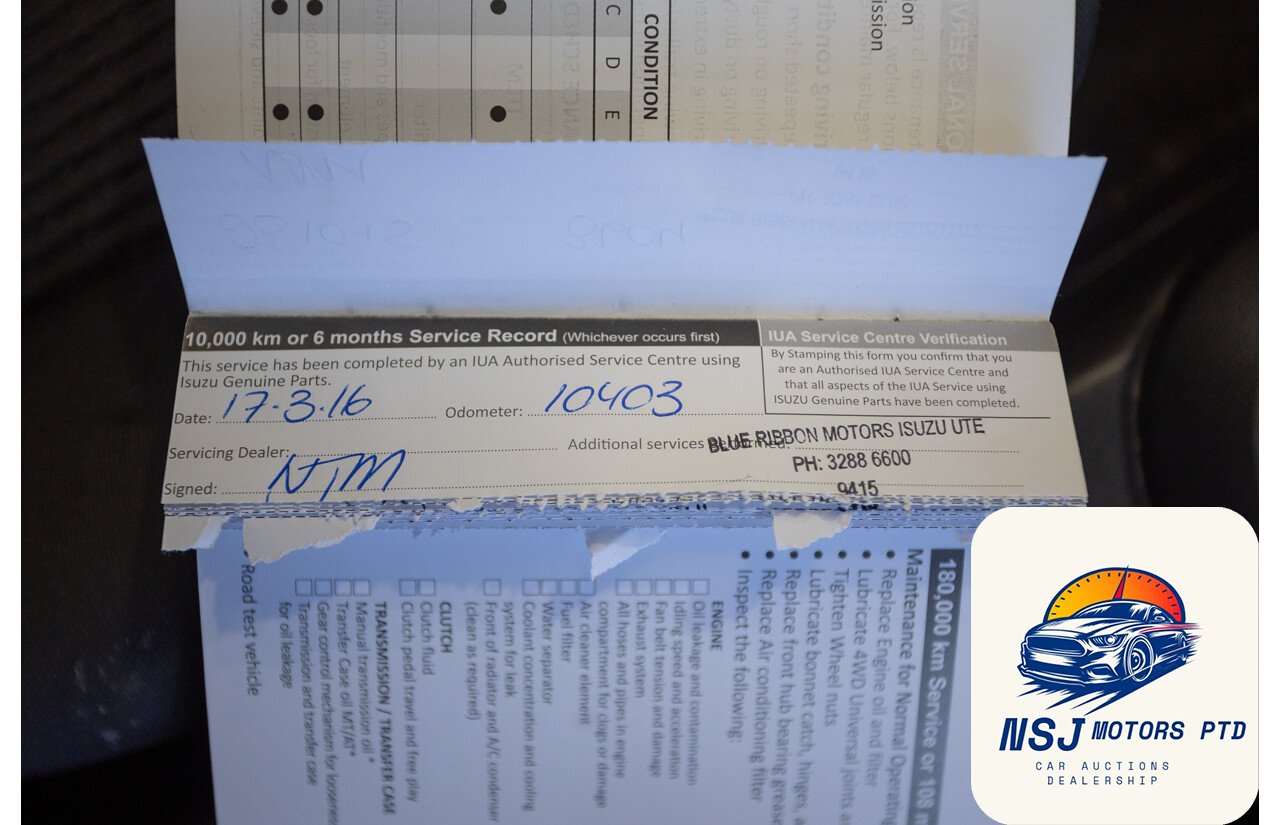 CONDITION
C D E
10,000 km or 6 months Service Record (Whichever occurs first)
This service has been completed by an IUA Authorised Service Centre using
Isuzu Genuine Parts.
Date: 17.3.16 Odometer: 10403
Servicing Dealer: Additional services
Signed: NTM
IUA Service Centre Verification
By Stamping this form you confirm that you
are an Authorised IUA Service Centre and
that all aspects of the IUA Service using
ISUZU Genuine Parts have been completed.
BLUE RIBBON MOTORS ISUZU UTE
PH: 3288 6600
9415
180,000 km Service or 108
Maintenance for Normal Operating
• Replace Engine oil and filter
• Lubricate 4WD Universal joints
• Tighten Wheel nuts
• Lubricate bonnet catch, hinges,
• Replace front hub bearing grease
• Replace Air conditioning filter
• Inspect the following:
ENGINE
Oil leakage and contamination
Idling speed and acceleration
Fan belt tension and damage
Exhaust system
All hoses and pipes in engine
compartment for clogs or damage
Air cleaner element
Fuel filter
Water separator
Coolant concentration and cooling
system for leak
Front of radiator and A/C condenser
(clean as required)
CLUTCH
Clutch fluid
Clutch pedal travel and free play
TRANSMISSION / TRANSFER CASE
Manual transmission oil *
Transfer Case oil MT/AT*
Gear control mechanism for looseness
Transmission and transfer case
for oil leakage
• Road test vehicle
NSJ MOTORS PTD
CAR AUCTIONS
DEALERSHIP